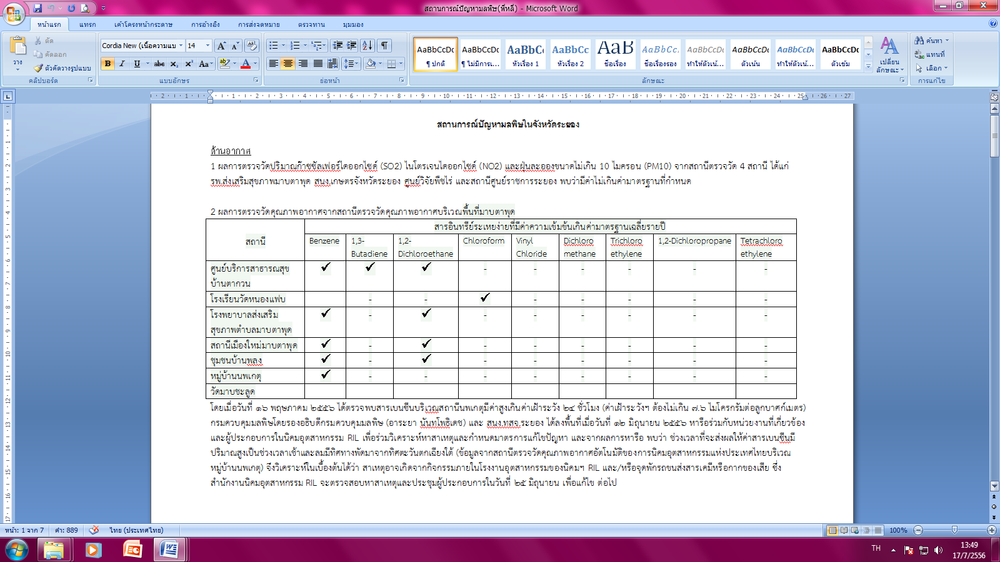 สถานการณ์ปัญหามลพิษ(พี่หลี่) - Microsoft Word
หน้าแรก แทรก เค้าโครงหน้ากระดาษ การอ้างอิง การส่งจดหมาย ตรวจทาน มุมมอง
วาง
ตัด
คัดลอก
ตัวคัดวางรูปแบบ
คลิปบอร์ด
Cordia New (เนื้อความแบบ 14
แบบอักษร
ย่อหน้า
AaBbCcDc AaBbCcDc AaBbC AaBbCc AaB AaBbCc. AaBbCcDc AaBbCcDc AaBbCcDc AaBbCcDc
¶ ปกติ ¶ ไม่มีการเ... หัวเรื่อง 1 หัวเรื่อง 2 ชื่อเรื่อง ชื่อเรื่องรอง ทำให้ตัวเน้... ตัวเน้น ทำให้ตัวเน้... ตัวเข้ม
ลักษณะ
เปลี่ยน
ลักษณะ
ค้นหา
แทนที่
เลือก
การแก้ไข
สถานการณ์ปัญหามลพิษในจังหวัดระยอง
ด้านอากาศ
1 ผลการตรวจวัดปริมาณก๊าซซัลเฟอร์ไดออกไซด์ (SO2) ไนโตรเจนไดออกไซด์ (NO2) และฝุ่นละอองขนาดไม่เกิน 10 ไมครอน (PM10) จากสถานีตรวจวัด 4 สถานี ได้แก่
รพ.ส่งเสริมสุขภาพมาบตาพุด สนง.เกษตรจังหวัดระยอง ศูนย์วิจัยพืชไร่ และสถานีศูนย์ราชการระยอง พบว่ามีค่าไม่เกินค่ามาตรฐานที่กำหนด
2 ผลการตรวจวัดคุณภาพอากาศจากสถานีตรวจวัดคุณภาพอากาศบริเวณพื้นที่มาบตาพุด
สถานี สารอินทรีย์ระเหยง่ายที่มีค่าความเข้มข้นเกินค่ามาตรฐานเฉลี่ยรายปี
Benzene 1,3- 1,2- Chloroform Vinyl Dichloro Trichloro 1,2-Dichloropropane Tetrachloro
Butadiene Dichloroethane Chloride methane ethylene ethylene
ศูนย์บริการสาธารณสุข ✓ ✓ ✓ - - - - - -
บ้านตากวน
โรงเรียนวัดหนองแฟบ - - ✓ - - - - -
โรงพยาบาลส่งเสริม ✓ - ✓ - - - - - -
สุขภาพตำบลมาบตาพุด
สถานีเมืองใหม่มาบตาพุด ✓ - ✓ - - - - - -
ชุมชนบ้านพลง ✓ - ✓ - - - - - -
หมู่บ้านนพเกตุ ✓ - - - - - - - -
วัดมาบชะลูด
โดยเมื่อวันที่ ๑๖ พฤษภาคม ๒๕๕๖ ได้ตรวจพบสารเบนซีนบริเวณสถานีนพเกตุมีค่าสูงเกินค่าเฝ้าระวัง ๒๔ ชั่วโมง (ค่าเฝ้าระวังฯ ต้องไม่เกิน ๗.๖ ไมโครกรัมต่อลูกบาศก์เมตร)
กรมควบคุมมลพิษโดยรองอธิบดีกรมควบคุมมลพิษ (อาระยา นันทโพธิเดช) และ สนง.ทสจ.ระยอง ได้ลงพื้นที่เมื่อวันที่ ๑๒ มิถุนายน ๒๕๕๖ หารือร่วมกับหน่วยงานที่เกี่ยวข้อง
และผู้ประกอบการในนิคมอุตสาหกรรม RIL เพื่อร่วมวิเคราะห์หาสาเหตุและกำหนดมาตรการแก้ไขปัญหา และจากผลการหารือ พบว่า ช่วงเวลาที่จะส่งผลให้ค่าสารเบนซีนมี
ปริมาณสูงเป็นช่วงเวลาเช้าและลมมีทิศทางพัดมาจากทิศตะวันตกเฉียงใต้ (ข้อมูลจากสถานีตรวจวัดคุณภาพอากาศอัตโนมัติของการนิคมอุตสาหกรรมแห่งประเทศไทยบริเวณ
หมู่บ้านนพเกตุ) จึงวิเคราะห์ในเบื้องต้นได้ว่า สาเหตุอาจเกิดจากกิจกรรมภายในโรงงานอุตสาหกรรมของนิคมฯ RIL และ/หรือจุดพักรถขนส่งสารเคมีหรือกากของเสีย ซึ่ง
สำนักงานนิคมอุตสาหกรรม RIL จะตรวจสอบหาสาเหตุและประชุมผู้ประกอบการในวันที่ ๒๕ มิถุนายน เพื่อแก้ไข ต่อไป
หน้า: 1 จาก 7 คำ: 889 ไทย (ประเทศไทย) 100%
TH 13:49
17/7/2556